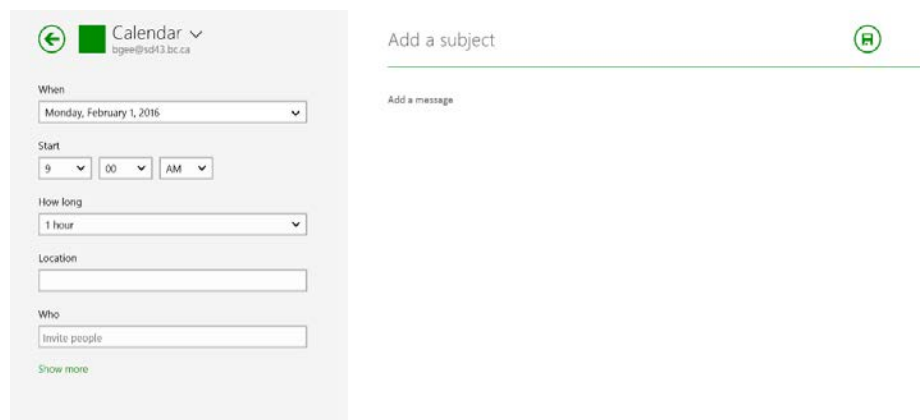 Calendar
bgee@sd43.bc.ca
When
Monday, February 1, 2016
Start
9 00 AM
How long
1 hour
Location
Who
Invite people
Show more
Add a subject
Add a message